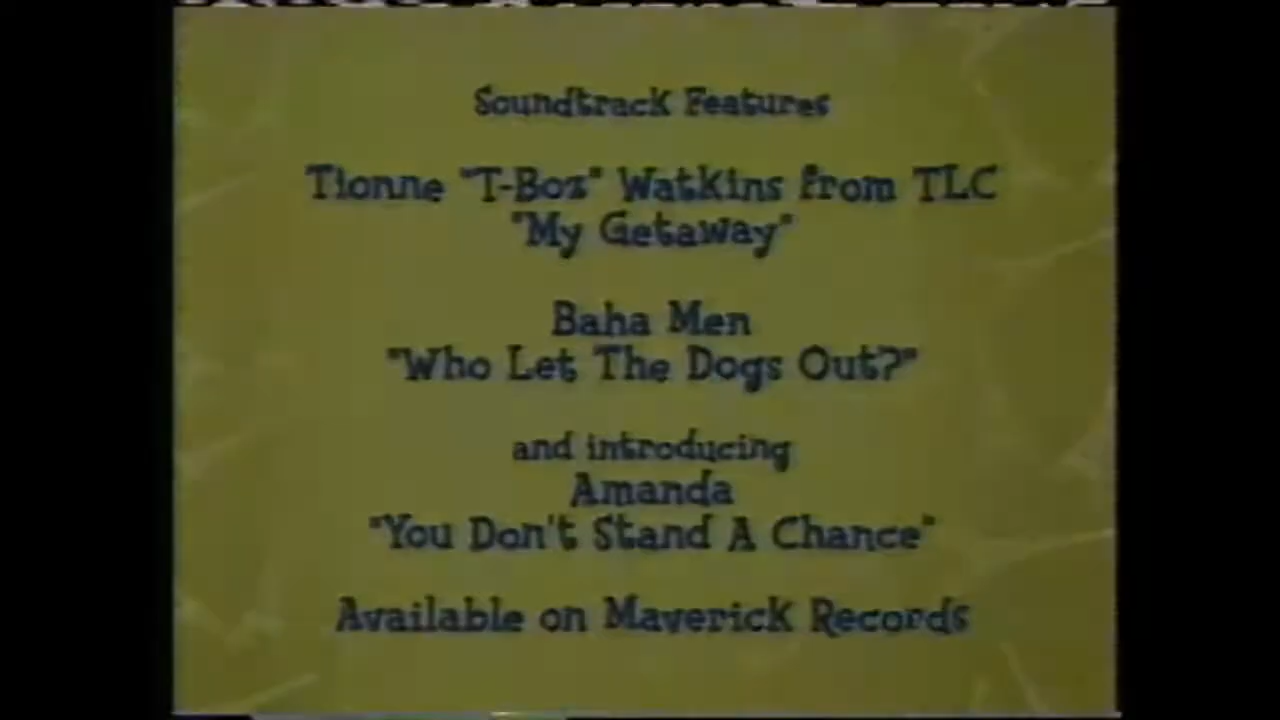 Soundtrack Features
Tionne "T-Boz" Watkins from TLC
"My Getaway"
Baha Men
"Who Let The Dogs Out?"
and introducing
Amanda
"You Don't Stand A Chance"
Available on Maverick Records